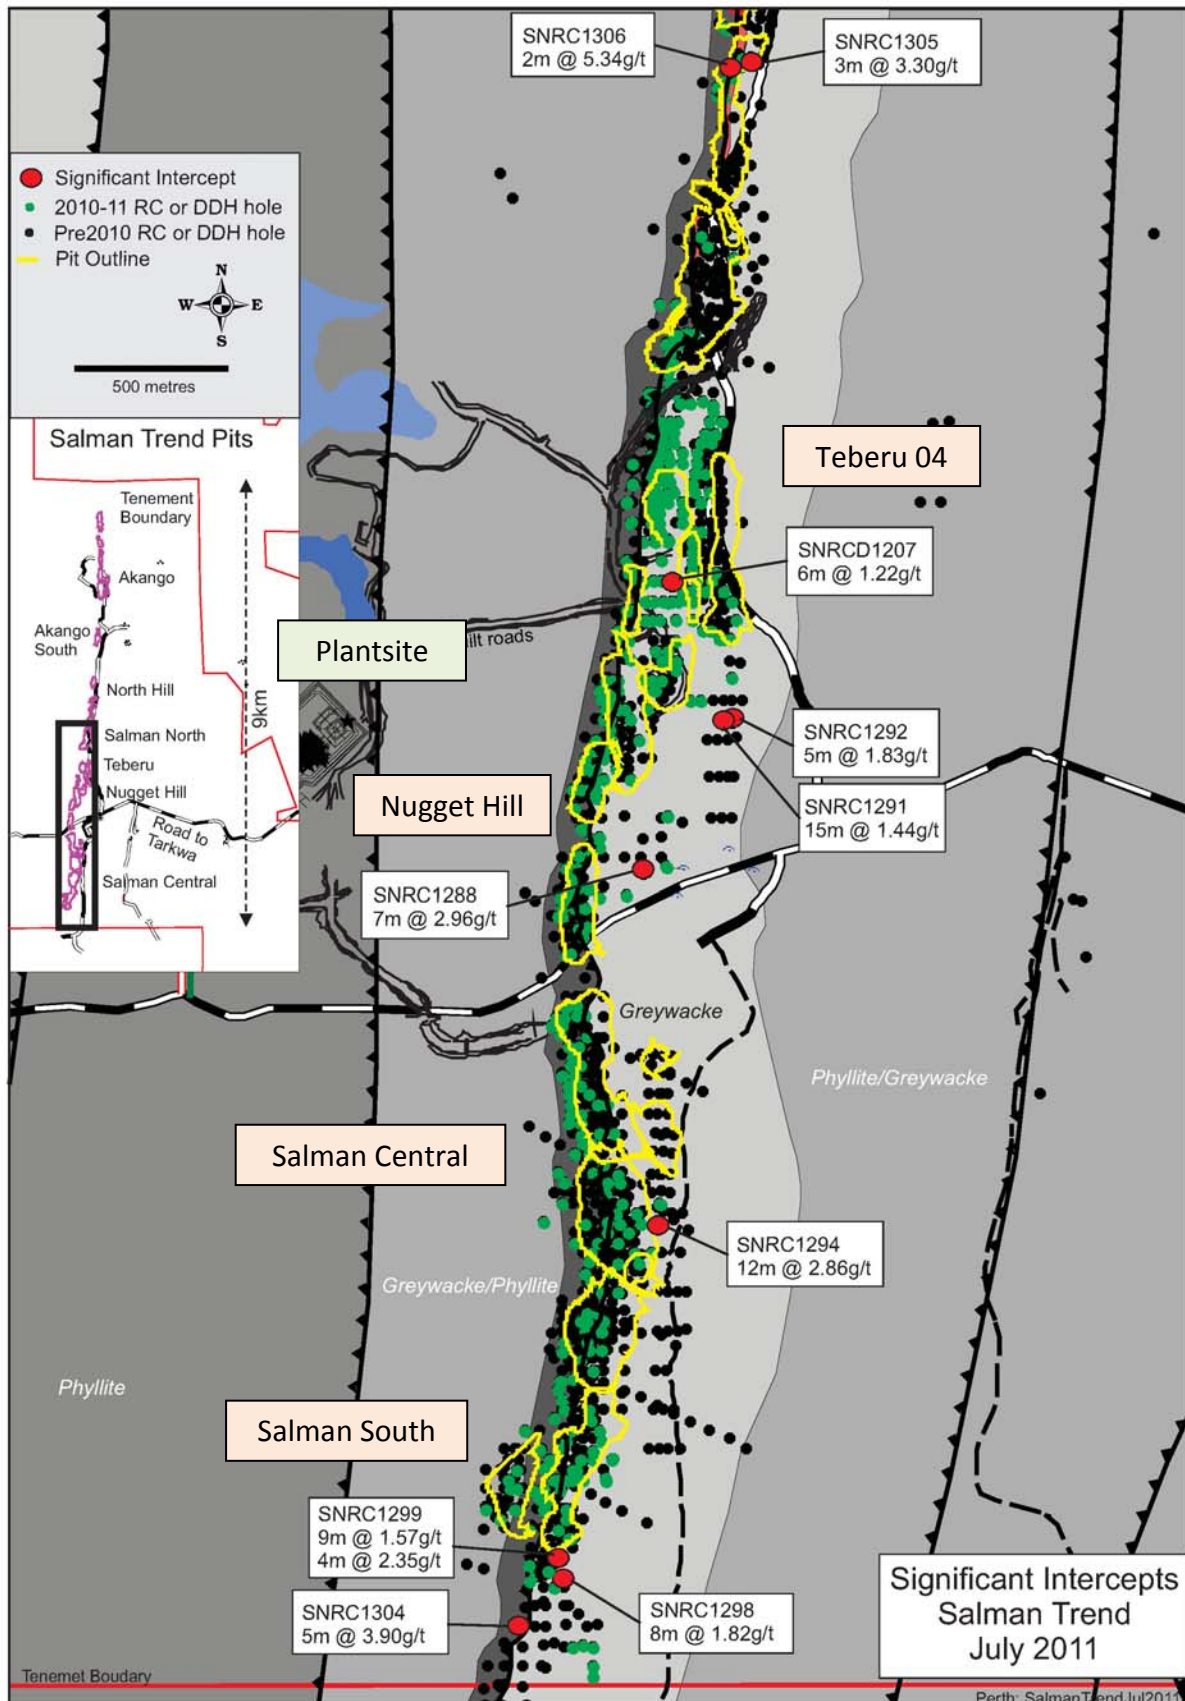 SNRC1306
2m @ 5.34g/t
SNRC1305
3m @ 3.30g/t
Significant Intercept
2010-11 RC or DDH hole
Pre2010 RC or DDH hole
Pit Outline
N
W
E
S
500 metres
Salman Trend Pits
Tenement
Boundary
Akango
Akango
South
North Hill
9km
Salman North
Teberu
Nugget Hill
Road to
Tarkwa
Salman Central
Teberu 04
SNRCD1207
6m @ 1.22g/t
Plantsite
roads
SNRC1292
5m @ 1.83g/t
Nugget Hill
SNRC1291
15m @ 1.44g/t
SNRC1288
7m @ 2.96g/t
Greywacke
Phyllite/Greywacke
Salman Central
SNRC1294
12m @ 2.86g/t
Greywacke/Phyllite
Phyllite
Salman South
SNRC1299
9m @ 1.57g/t
4m @ 2.35g/t
SNRC1304
5m @ 3.90g/t
SNRC1298
8m @ 1.82g/t
Significant Intercepts
Salman Trend
July 2011
Tenemet Boudary
Perth: SalmanTrendJul2011